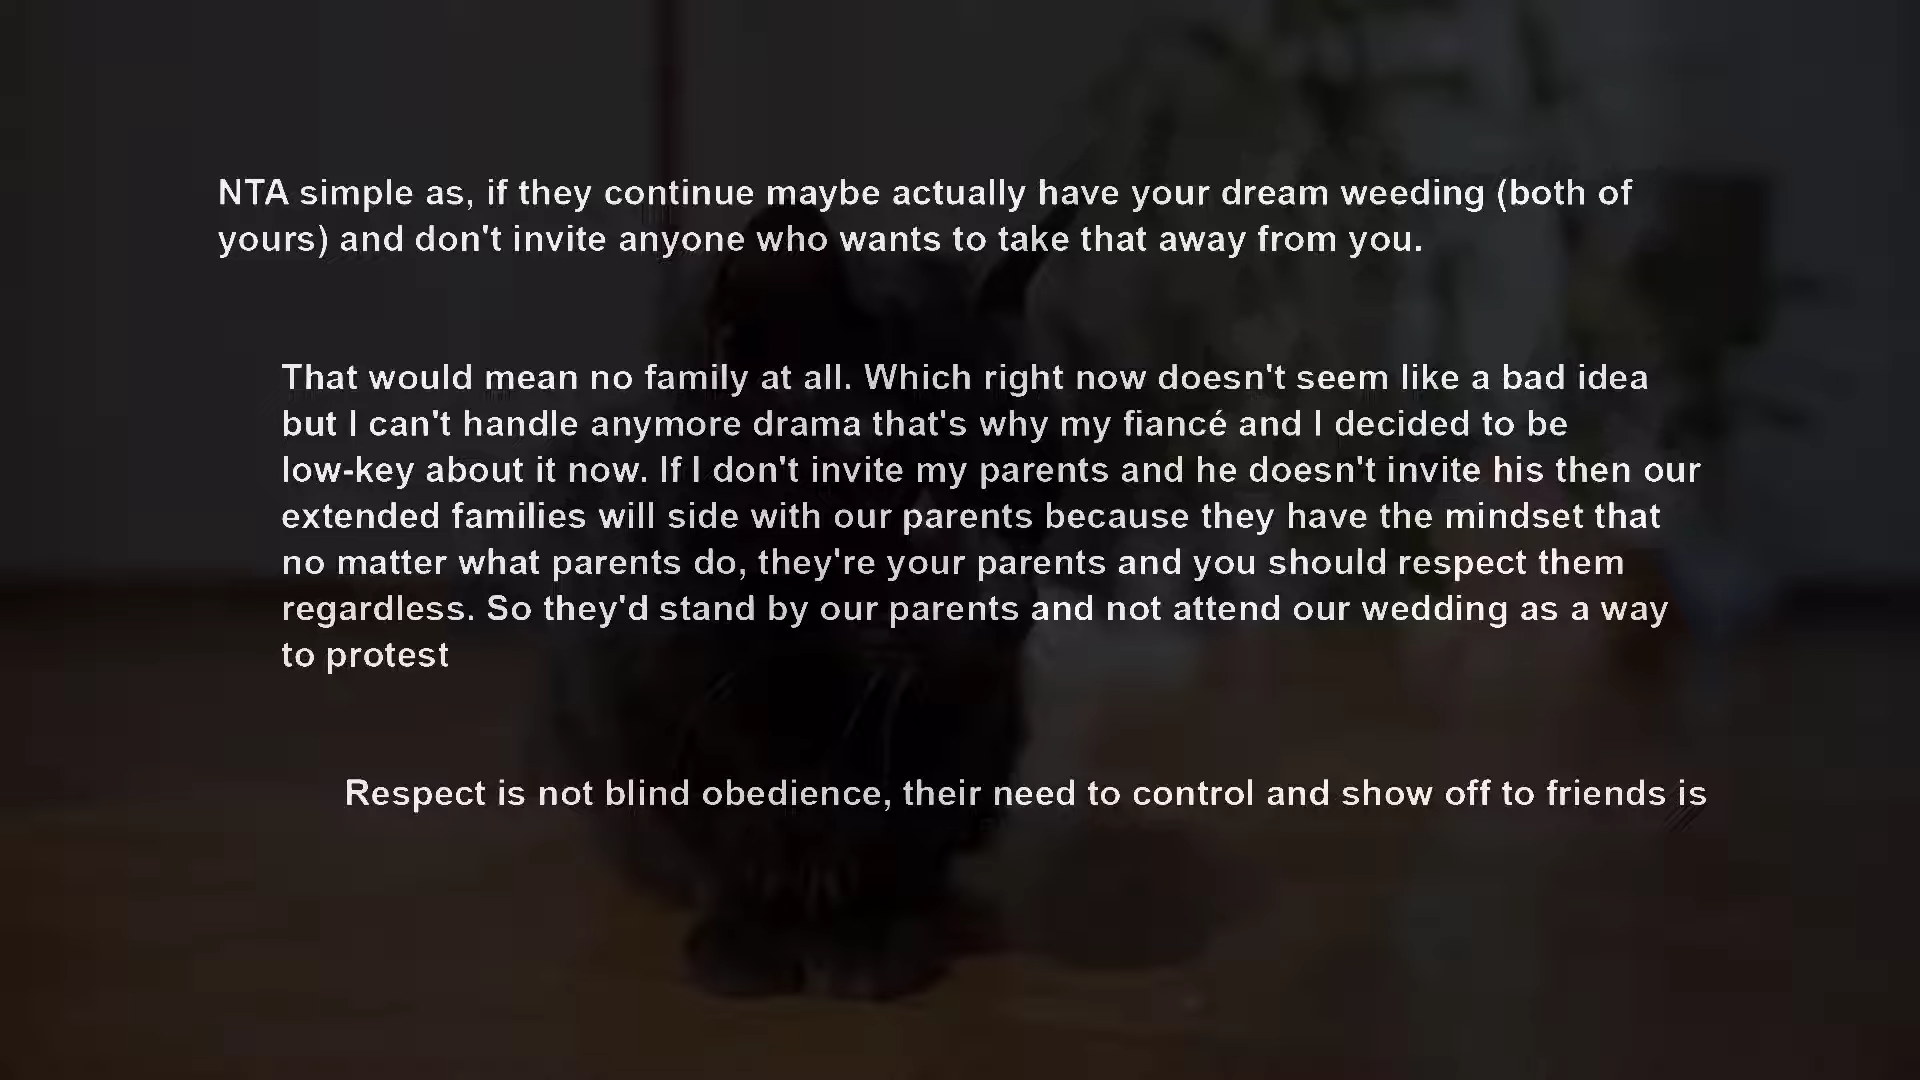 NTA simple as, if they continue maybe actually have your dream weeding (both of
yours) and don't invite anyone who wants to take that away from you.
That would mean no family at all. Which right now doesn't seem like a bad idea
but I can't handle anymore drama that's why my fiancé and I decided to be
low-key about it now. If I don't invite my parents and he doesn't invite his then our
extended families will side with our parents because they have the mindset that
no matter what parents do, they're your parents and you should respect them
regardless. So they'd stand by our parents and not attend our wedding as a way
to protest
Respect is not blind obedience, their need to control and show off to friends is